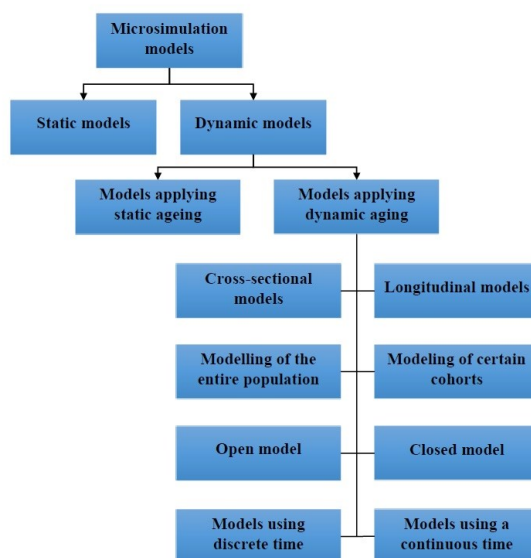 Microsimulation
models
Static models
Dynamic models
Models applying
static ageing
Models applying
dynamic aging
Cross-sectional
models
Longitudinal models
Modelling of the
entire population
Modeling of certain
cohorts
Open model
Closed model
Models using
discrete time
Models using a
continuous time